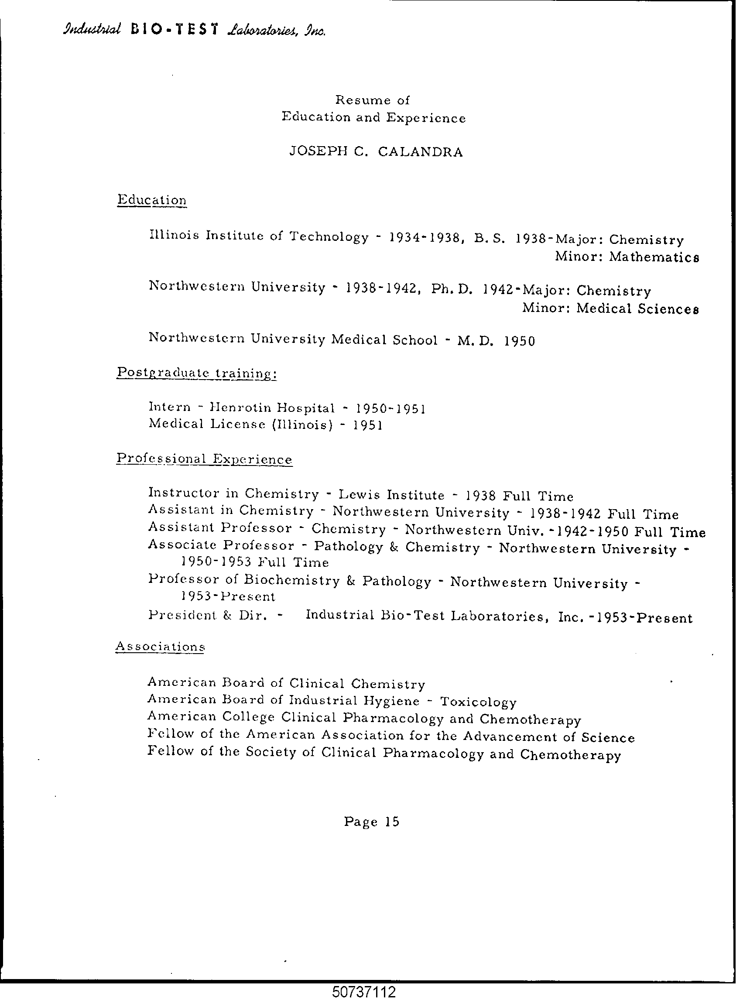 Industrial BIO-TEST Laboratories, Inc.
Resume of
Education and Experience
JOSEPH C. CALANDRA
Education
Illinois Institute of Technology - 1934-1938, B.S. 1938-Major: Chemistry
Minor: Mathematics
Northwestern University - 1938-1942, Ph.D. 1942-Major: Chemistry
Minor: Medical Sciences
Northwestern University Medical School - M.D. 1950
Postgraduate training:
Intern - Henrotin Hospital - 1950-1951
Medical License (Illinois) - 1951
Professional Experience
Instructor in Chemistry - Lewis Institute - 1938 Full Time
Assistant in Chemistry - Northwestern University - 1938-1942 Full Time
Assistant Professor - Chemistry - Northwestern Univ. -1942-1950 Full Time
Associate Professor - Pathology & Chemistry - Northwestern University -
1950-1953 Full Time
Professor of Biochemistry & Pathology - Northwestern University -
1953-Present
President & Dir. - Industrial Bio-Test Laboratories, Inc. -1953-Present
Associations
American Board of Clinical Chemistry
American Board of Industrial Hygiene - Toxicology
American College Clinical Pharmacology and Chemotherapy
Fellow of the American Association for the Advancement of Science
Fellow of the Society of Clinical Pharmacology and Chemotherapy
Page 15
50737112